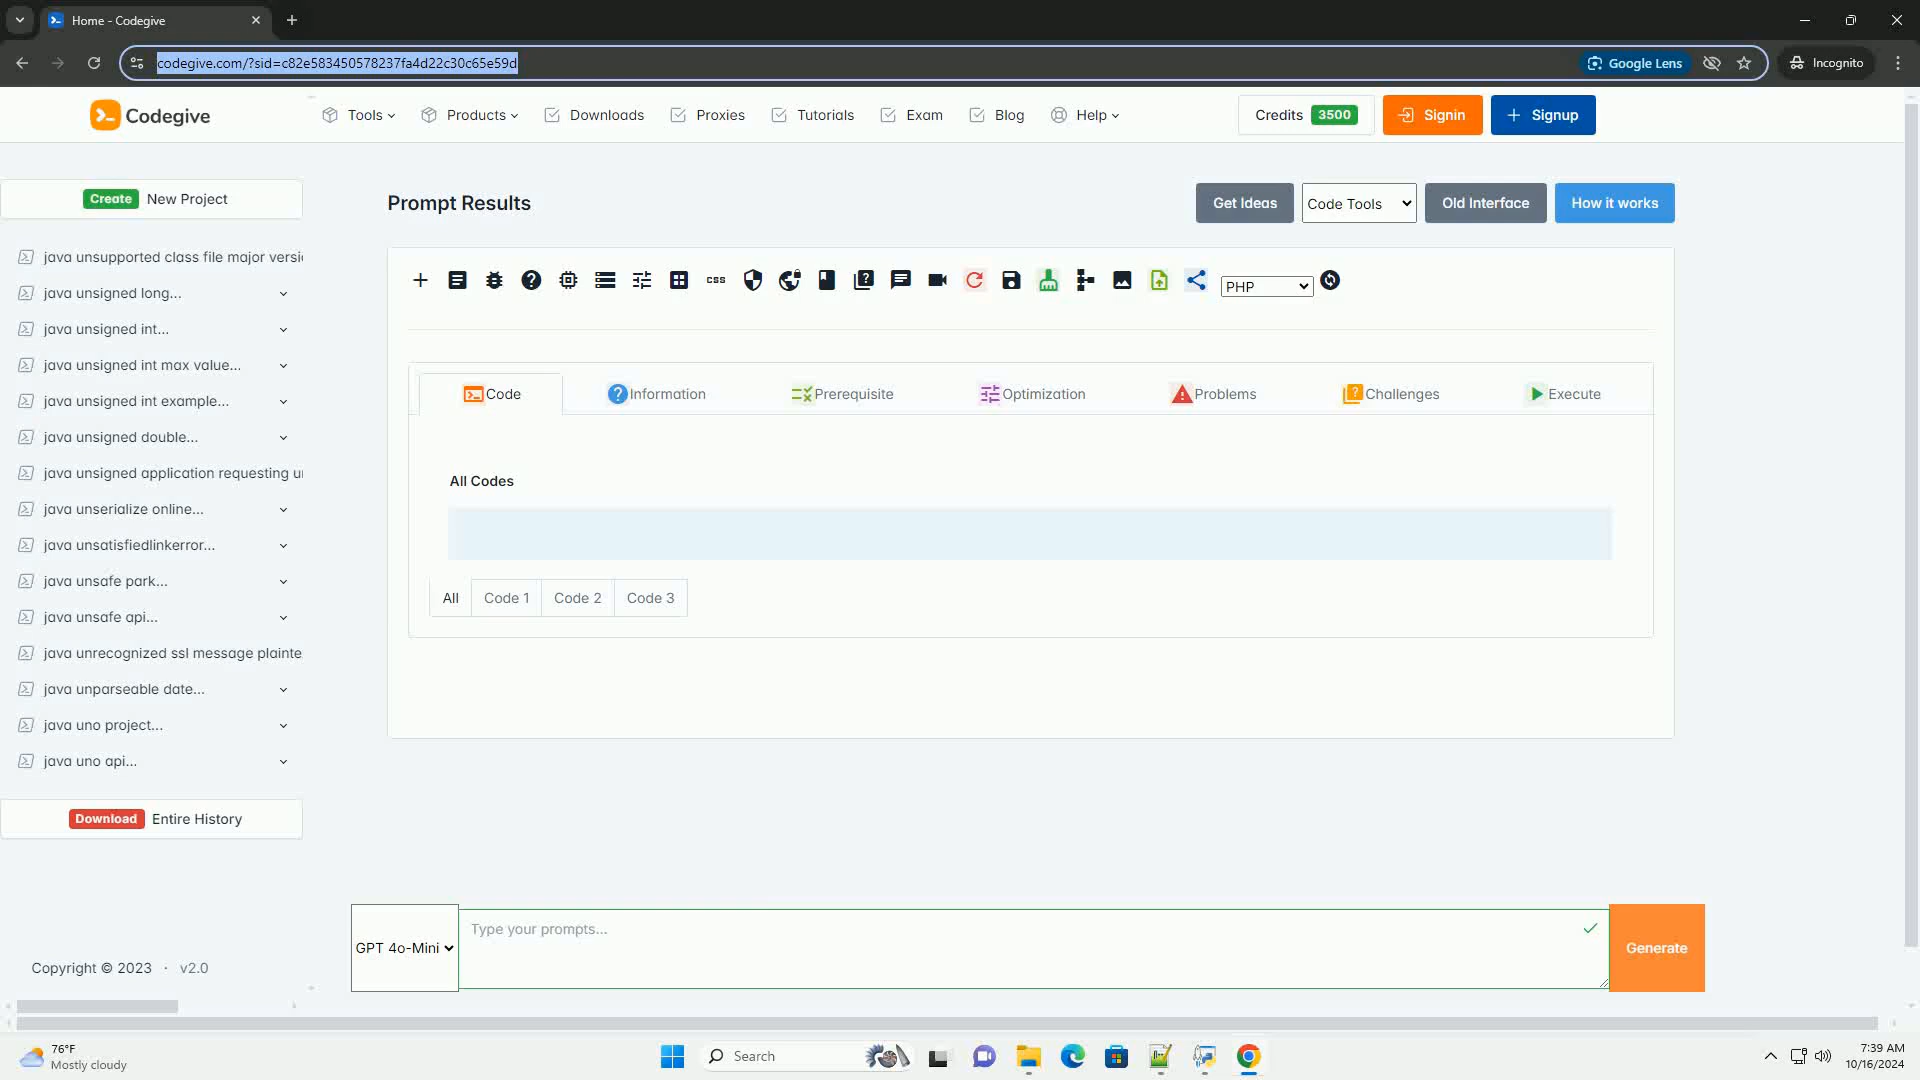 Home - Codegive
codegive.com/?sid=c82e583450578237fa4d22c30c65e59d
Google Lens
Incognito
Codegive
Tools
Products
Downloads
Proxies
Tutorials
Exam
Blog
Help
Credits 3500
Signin
Signup
Create New Project
java unsupported class file major versi
java unsigned long...
java unsigned int...
java unsigned int max value...
java unsigned int example...
java unsigned double...
java unsigned application requesting u
java unserialize online...
java unsatisfiedlinkerror...
java unsafe park...
java unsafe api...
java unrecognized ssl message plainte
java unparseable date...
java uno project...
java uno api...
Download Entire History
Copyright © 2023 · v2.0
Prompt Results
Get Ideas
Code Tools
Old Interface
How it works
css
PHP
Code
Information
Prerequisite
Optimization
Problems
Challenges
Execute
All Codes
All
Code 1
Code 2
Code 3
GPT 4o-Mini
Type your prompts...
Generate
76°F
Mostly cloudy
Search
7:39 AM
10/16/2024